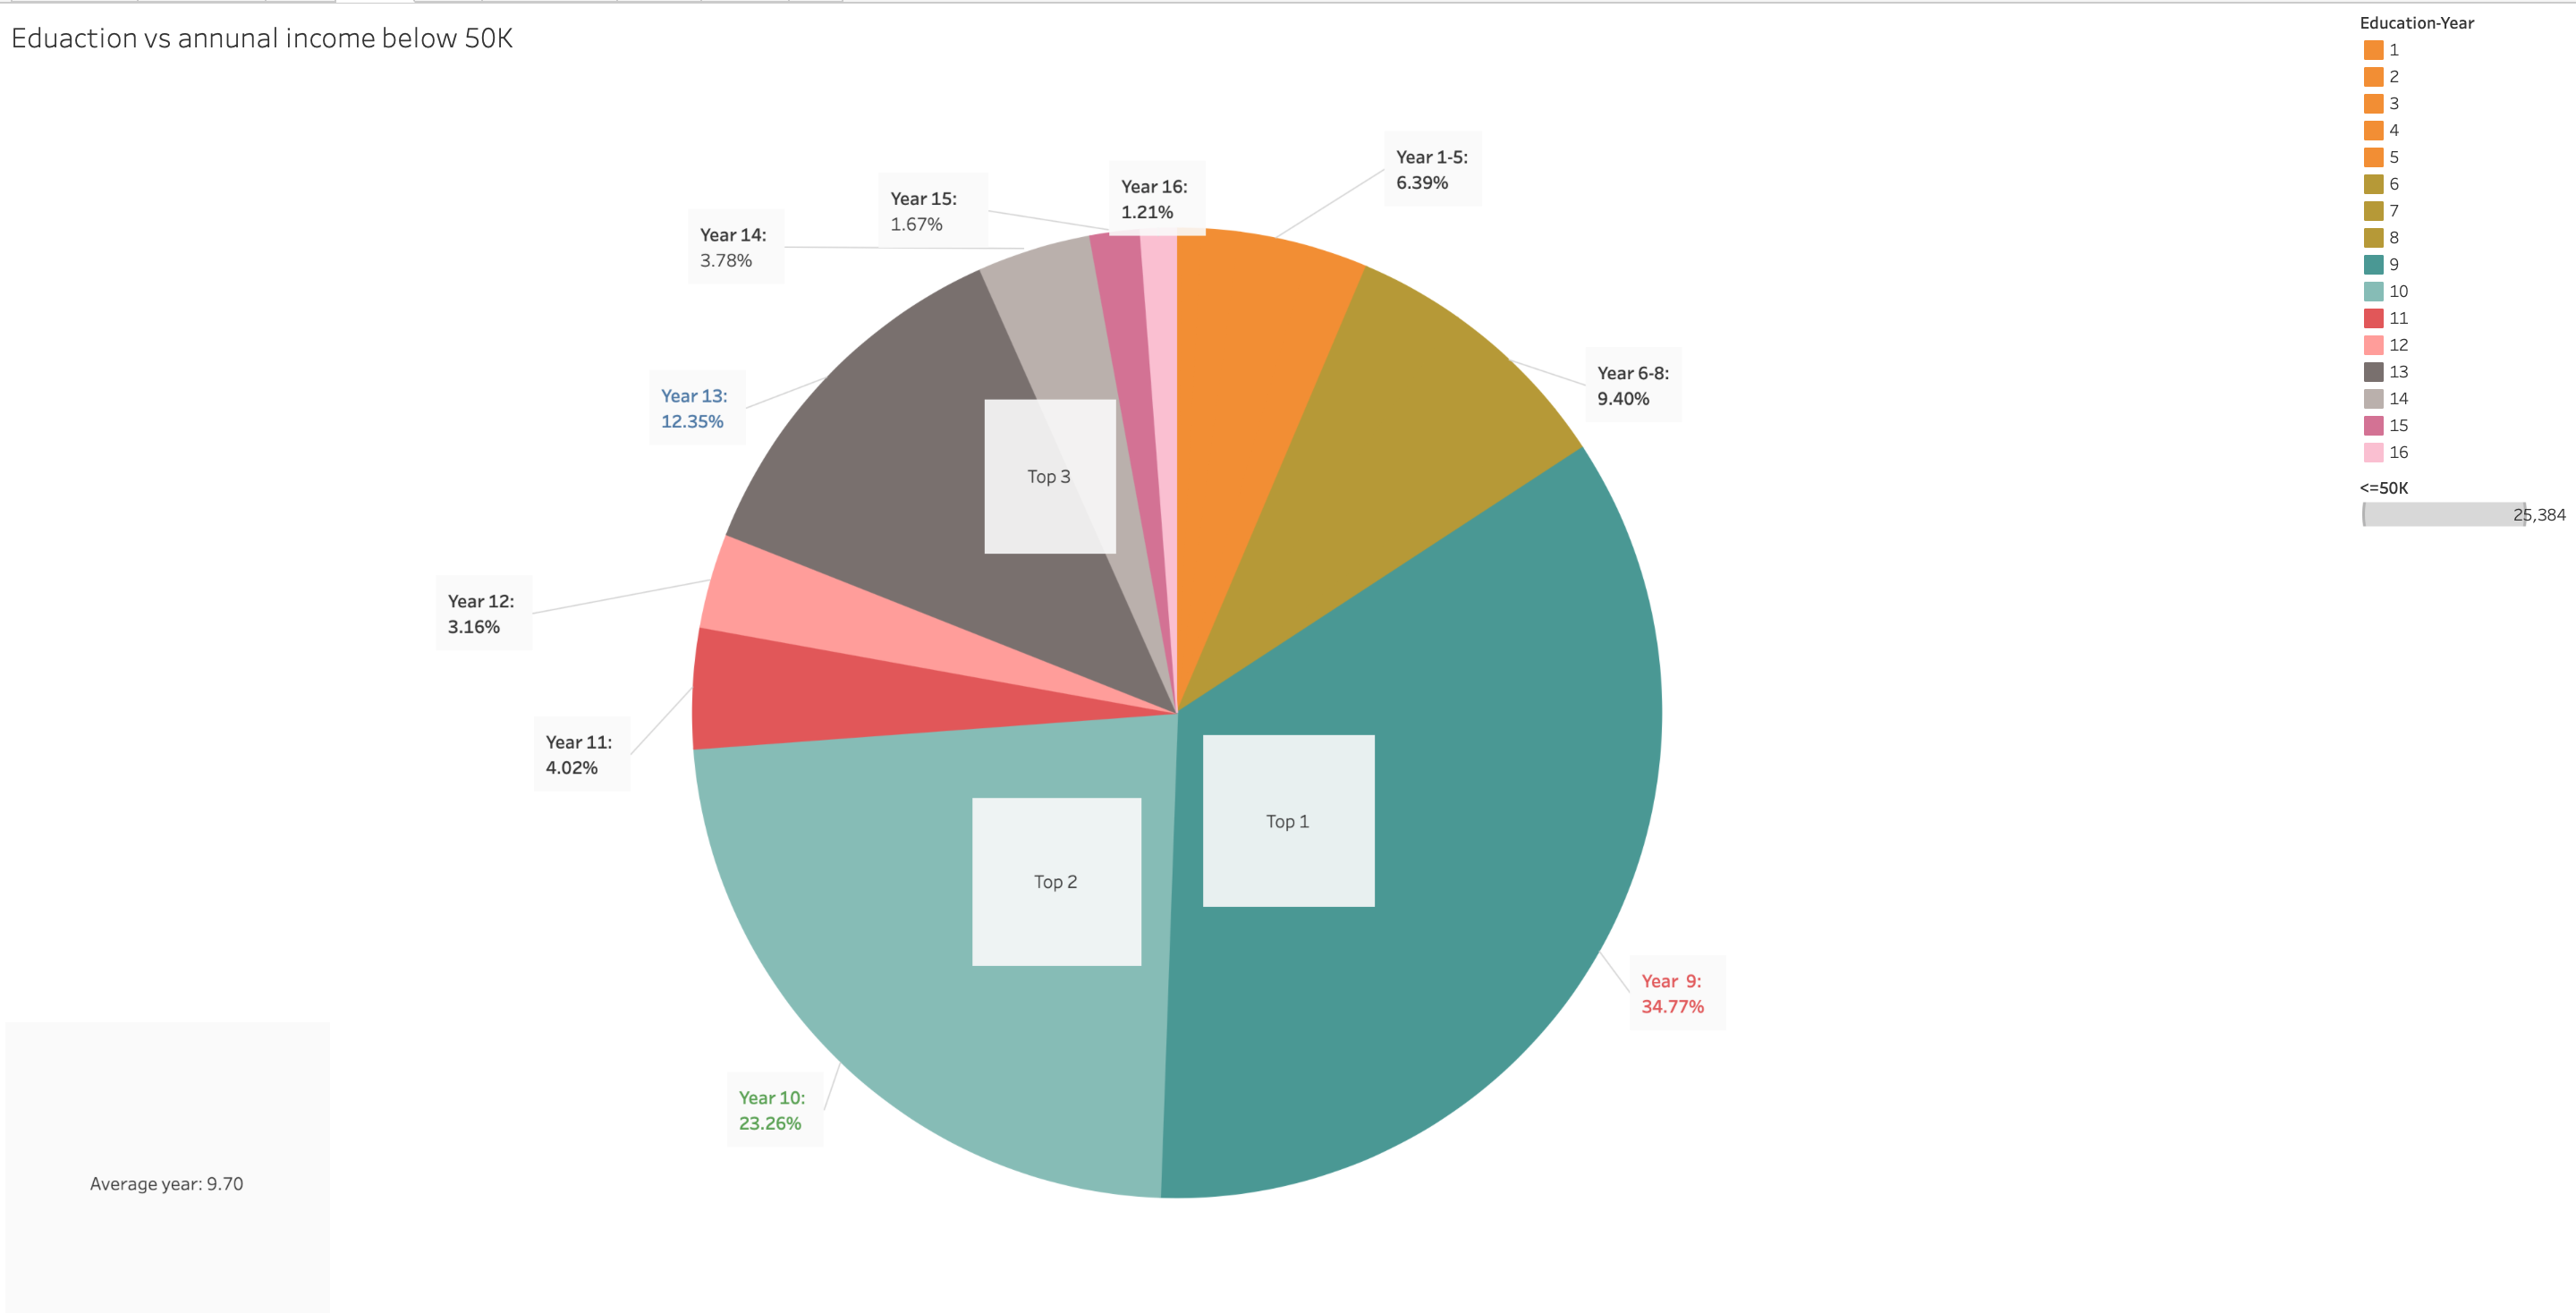 Eduaction vs annunal income below 50K
Education-Year
1
2
3
4
5
6
7
8
9
10
11
12
13
14
15
16
<=50K
25,384
Year 16:
1.21%
Year 1-5:
6.39%
Year 15:
1.67%
Year 14:
3.78%
Year 6-8:
9.40%
Year 13:
12.35%
Top 3
Year 12:
3.16%
Year 11:
4.02%
Top 1
Top 2
Year  9:
34.77%
Year 10:
23.26%
Average year: 9.70